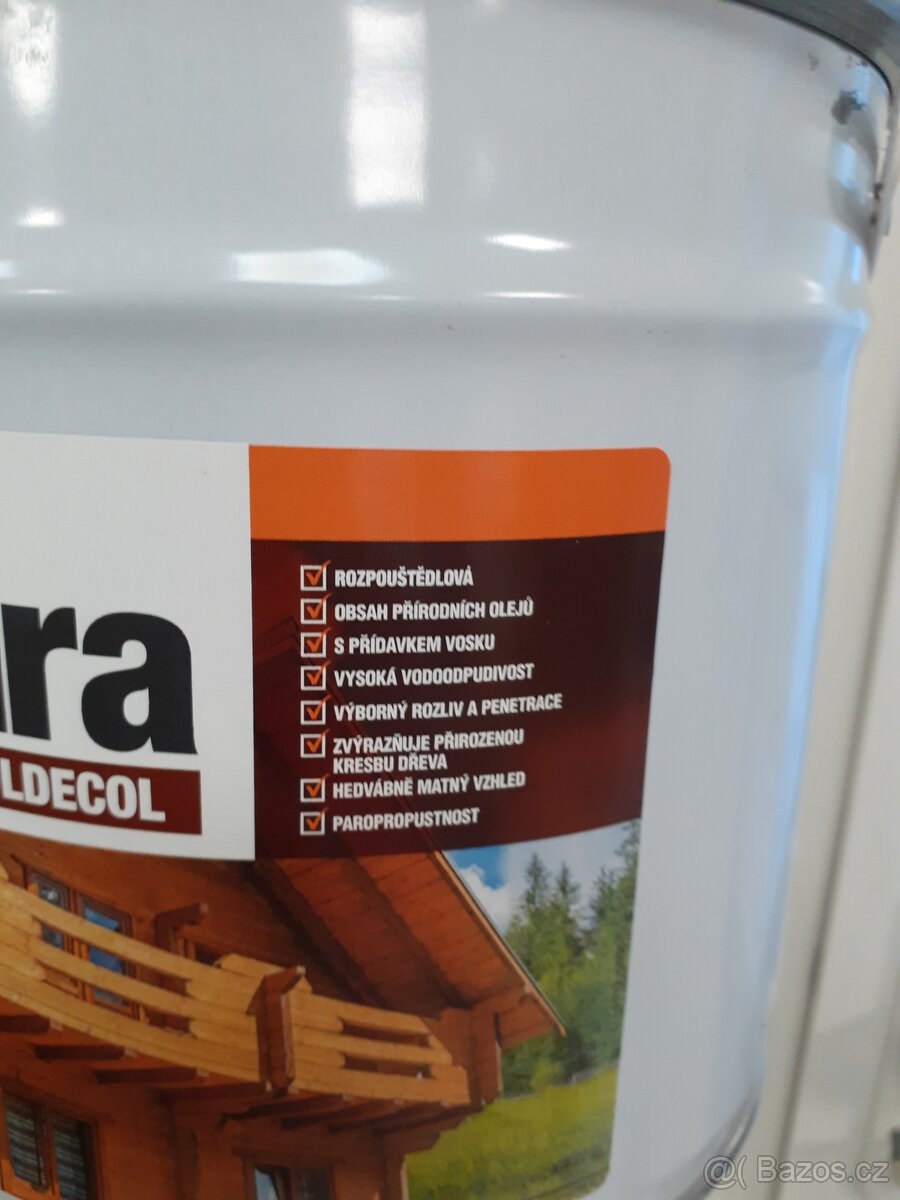 ROZPOUŠTĚDLOVÁ
OBSAH PŘÍRODNÍCH OLEJŮ
S PŘÍDAVKEM VOSKU
VYSOKÁ VODOODPUDIVOST
VÝBORNÝ ROZLIV A PENETRACE
ZVÝRAZŇUJE PŘIROZENOU
KRESBU DŘEVA
HEDVÁBNĚ MATNÝ VZHLED
PAROPROPUSTNOST
ra
LDECOL
@( Bazos.cz